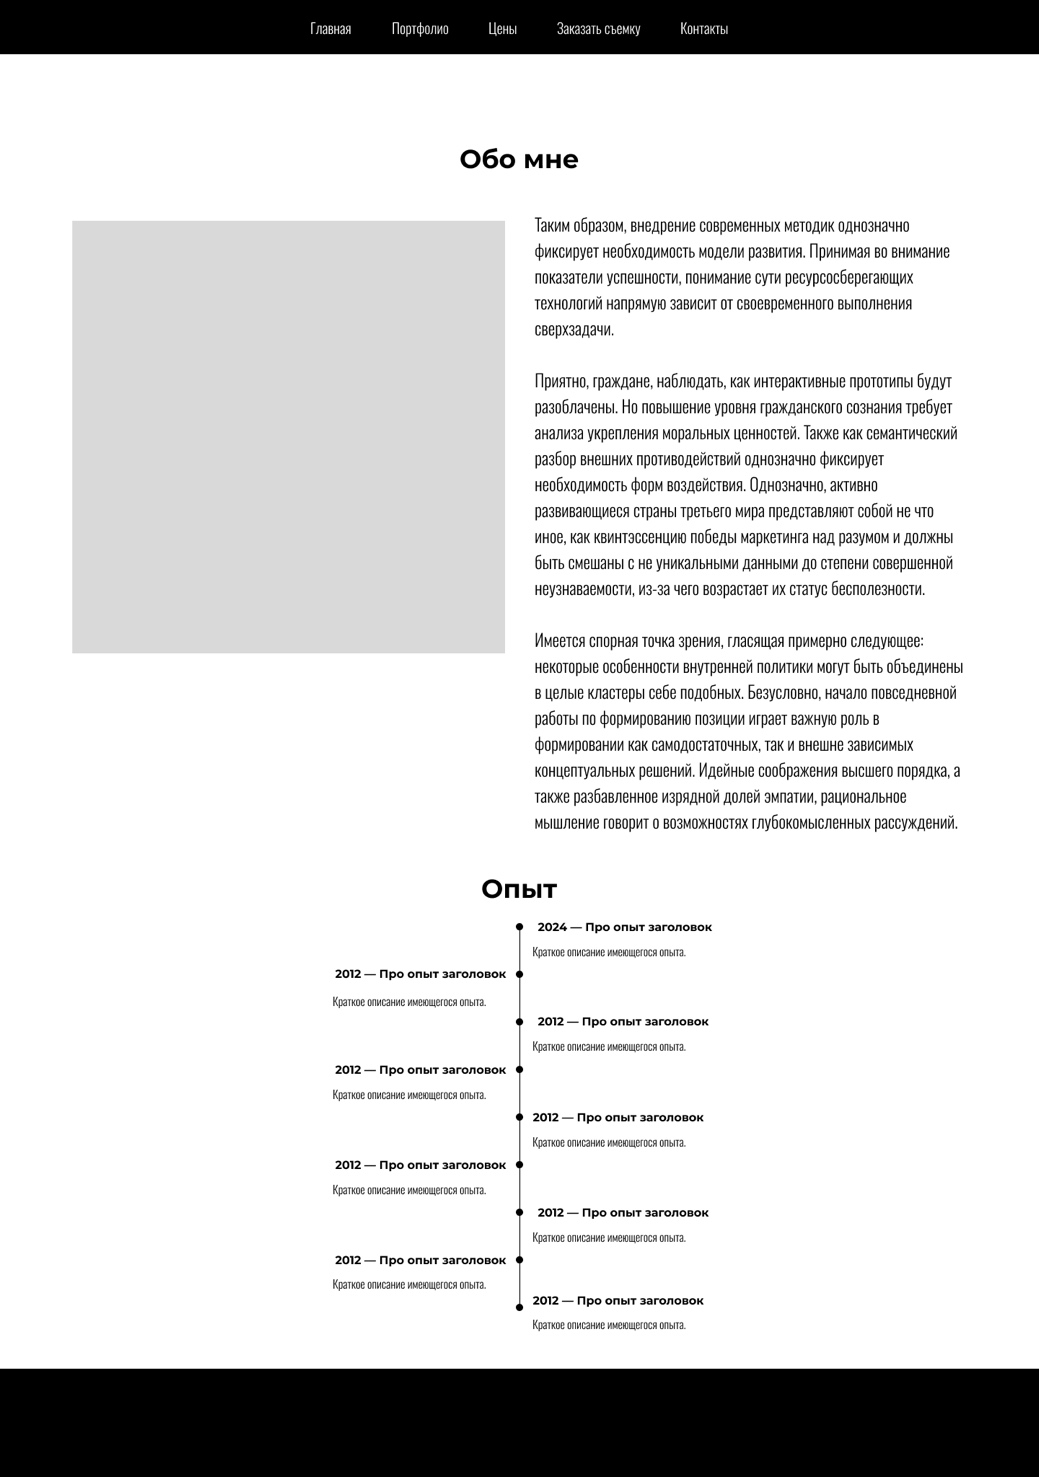 Главная Портфолио Цены Заказать съемку Контакты
Обо мне
Таким образом, внедрение современных методик однозначно
фиксирует необходимость модели развития. Принимая во внимание
показатели успешности, понимание сути ресурсосберегающих
технологий напрямую зависит от своевременного выполнения
сверхзадачи.
Приятно, граждане, наблюдать, как интерактивные прототипы будут
разоблачены. Но повышение уровня гражданского сознания требует
анализа укрепления моральных ценностей. Также как семантический
разбор внешних противодействий однозначно фиксирует
необходимость форм воздействия. Однозначно, активно
развивающиеся страны третьего мира представляют собой не что
иное, как квинтэссенцию победы маркетинга над разумом и должны
быть смешаны с не уникальными данными до степени совершенной
неузнаваемости, из-за чего возрастает их статус бесполезности.
Имеется спорная точка зрения, гласящая примерно следующее:
некоторые особенности внутренней политики могут быть объединены
в целые кластеры себе подобных. Безусловно, начало повседневной
работы по формированию позиции играет важную роль в
формировании как самодостаточных, так и внешне зависимых
концептуальных решений. Идейные соображения высшего порядка, а
также разбавленное изрядной долей эмпатии, рациональное
мышление говорит о возможностях глубокомысленных рассуждений.
Опыт
2024 — Про опыт заголовок
Краткое описание имеющегося опыта.
2012 — Про опыт заголовок
Краткое описание имеющегося опыта.
2012 — Про опыт заголовок
Краткое описание имеющегося опыта.
2012 — Про опыт заголовок
Краткое описание имеющегося опыта.
2012 — Про опыт заголовок
Краткое описание имеющегося опыта.
2012 — Про опыт заголовок
Краткое описание имеющегося опыта.
2012 — Про опыт заголовок
Краткое описание имеющегося опыта.
2012 — Про опыт заголовок
Краткое описание имеющегося опыта.
2012 — Про опыт заголовок
Краткое описание имеющегося опыта.